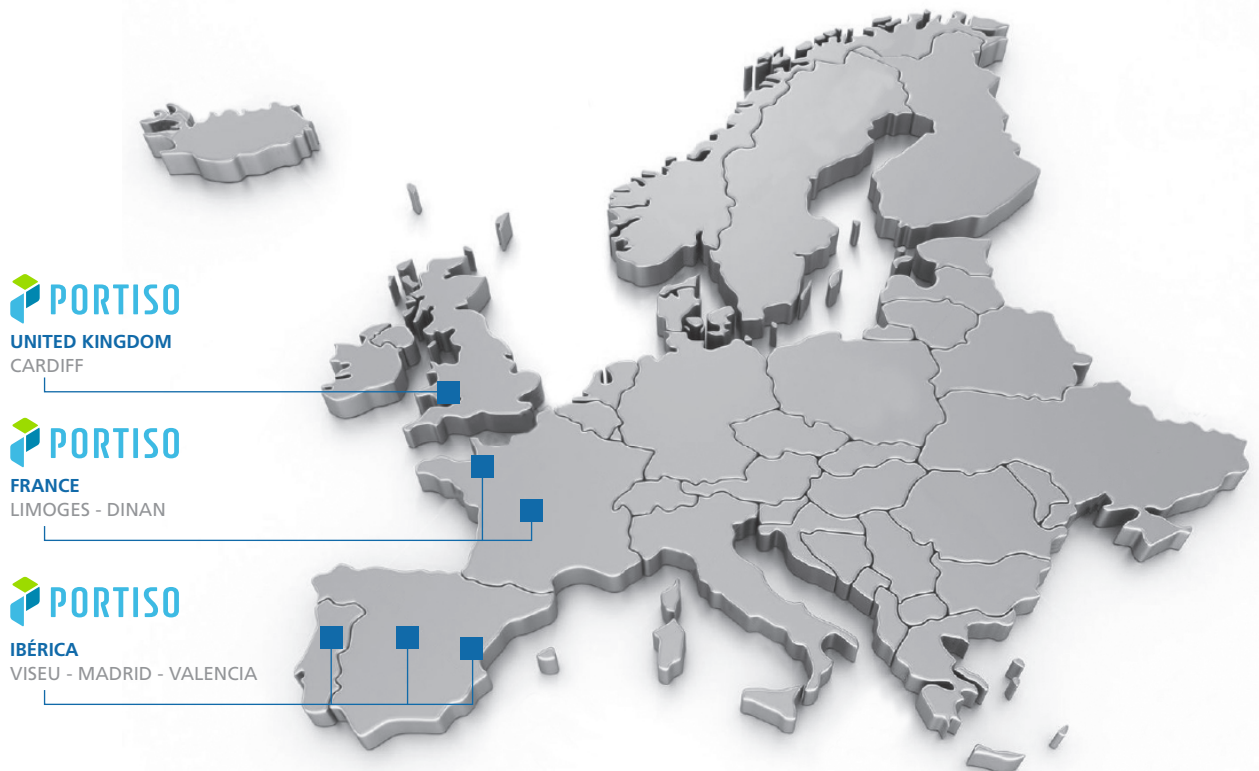 PORTISO
UNITED KINGDOM
CARDIFF
PORTISO
FRANCE
LIMOGES - DINAN
PORTISO
IBÉRICA
VISEU - MADRID - VALENCIA